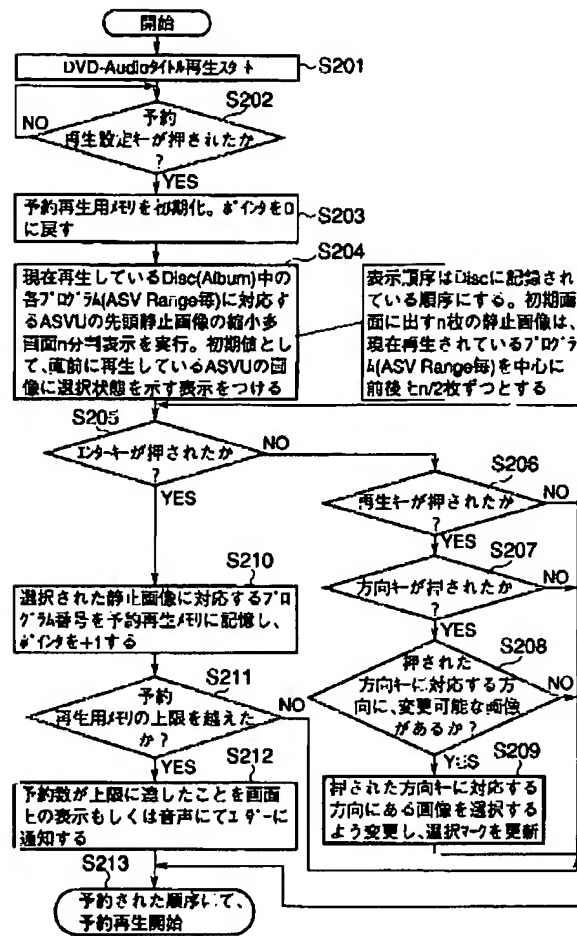 開始
DVD-Audioタイトル再生スタート
S201
S202
予約
再生設定キーが押されたか
?
NO
YES
予約再生用メモリを初期化。ポインタを0
に戻す
S203
S204
現在再生しているDisc(Album)中の
各プログラム(ASV Range毎)に対応す
るASVUの先頭静止画像の縮小多
画面n分割表示を実行。初期値とし
て、直前に再生しているASVUの画
像に選択状態を示す表示をつける
表示順序はDiscに記録され
ている順序にする。初期画
面に出すn枚の静止画像は、
現在再生されているプログラ
ム(ASV Range毎)を中心に
前後にn/2枚ずつとする
S205
エンターキーが押されたか
?
NO
YES
S206
再生キーが押されたか
?
NO
YES
S207
方向キーが押されたか
?
NO
YES
S208
押された
方向キーに対応する方
向に、変更可能な画像
があるか?
NO
YES
S209
押された方向キーに対応する
方向にある画像を選択する
よう変更し、選択マークを更新
S210
選択された静止画像に対応するプロ
グラム番号を予約再生メモリに記憶し、
ポインタを+1する
S211
予約
再生用メモリの上限を越えた
か?
NO
YES
S212
予約数が上限に達したことを画面
上の表示もしくは音声にてユーザーに
通知する
S213
予約された順序にて、
予約再生開始